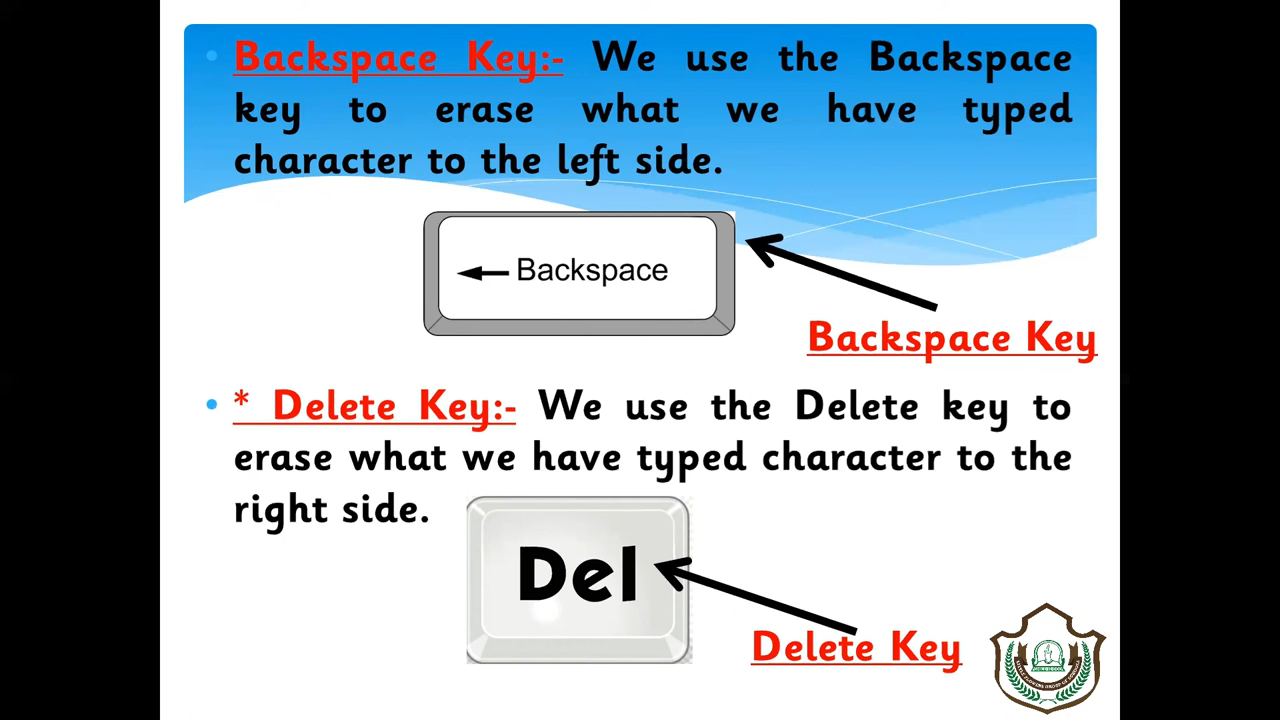 Backspace Key:- We use the Backspace
key to erase what we have typed
character to the left side.
← Backspace
Backspace Key
* Delete Key:- We use the Delete key to
erase what we have typed character to the
right side.
Del
Delete Key